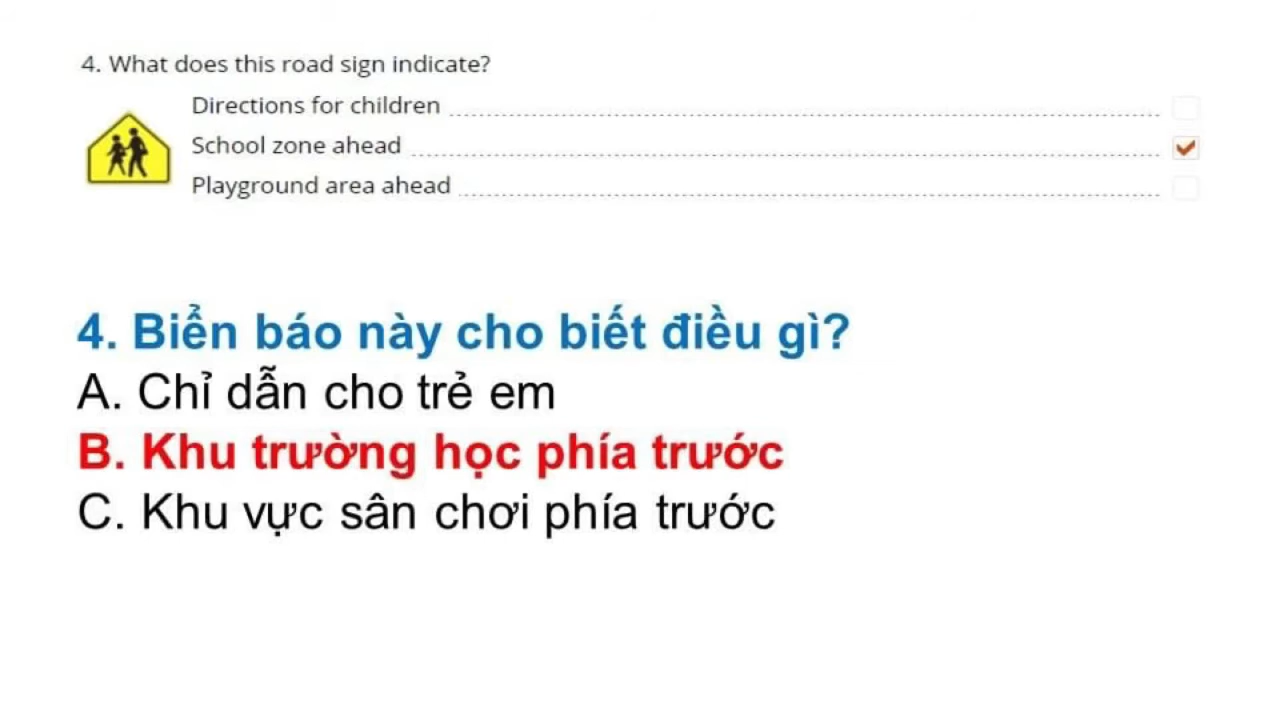 4. What does this road sign indicate?
Directions for children
School zone ahead
Playground area ahead
4. Biển báo này cho biết điều gì?
A. Chỉ dẫn cho trẻ em
B. Khu trường học phía trước
C. Khu vực sân chơi phía trước